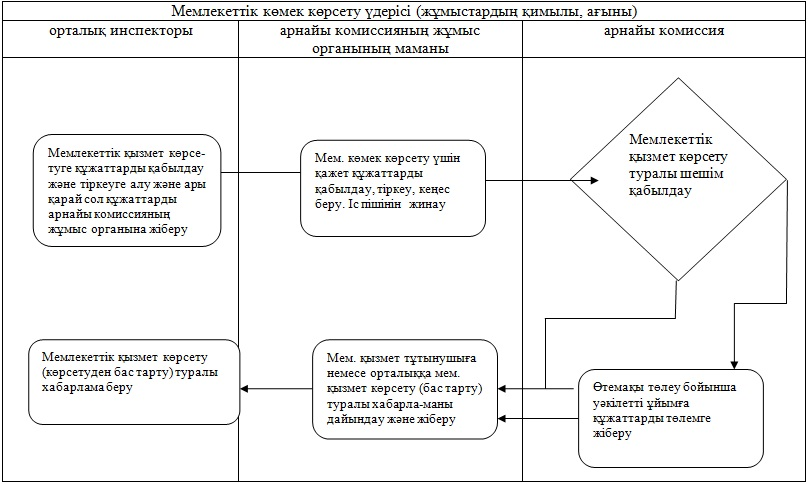 Мемлекеттік көмек көрсету үдерісі (жұмыстардың қимылы, ағыны)
орталық инспекторы
арнайы комиссияның жұмыс
органының маманы
арнайы комиссия
Мемлекеттік қызмет көрсе-
туге құжаттарды қабылдау
және тіркеуге алу және ары
қарай сол құжаттарды
арнайы комиссияның
жұмыс органына жіберу
Мем. көмек көрсету үшін
қажет құжаттарды
қабылдау, тіркеу, кеңес
беру. Іс пішінін жинау
Мемлекеттік
қызмет көрсету
туралы шешім
қабылдау
Мемлекеттік қызмет көрсету
(көрсетуден бас тарту) туралы
хабарлама беру
Мем. қызмет тұтынушыға
немесе орталыққа мем.
қызмет көрсету (бас тарту)
туралы хабарла-маны
дайындау және жіберу
Өтемақы төлеу бойынша
уәкілетті ұйымға
құжаттарды төлемге
жіберу